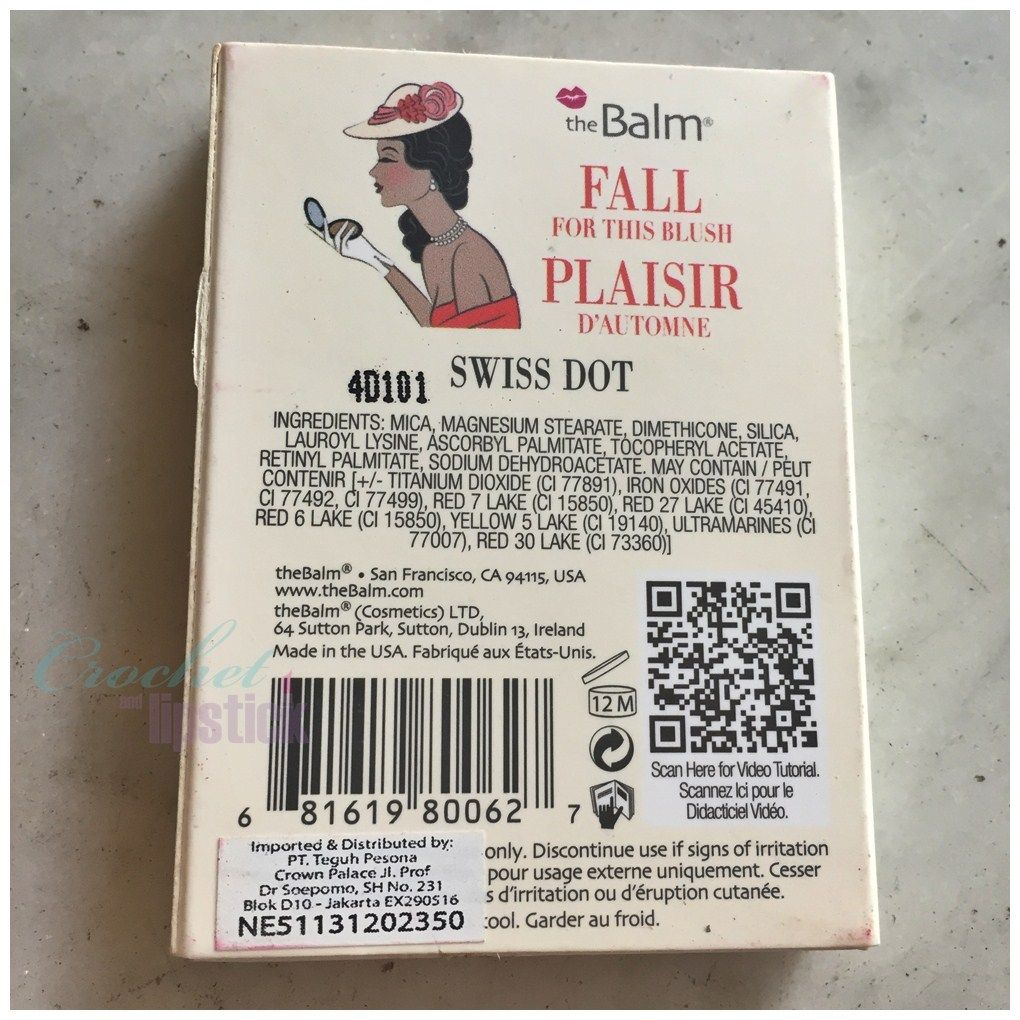 the Balm®
FALL
FOR THIS BLUSH
PLAISIR
D'AUTOMNE
SWISS DOT
4D101
INGREDIENTS: MICA, MAGNESIUM STEARATE, DIMETHICONE, SILICA,
LAUROYL LYSINE, ASCORBYL PALMITATE, TOCOPHERYL ACETATE,
RETINYL PALMITATE, SODIUM DEHYDROACETATE. MAY CONTAIN / PEUT
CONTENIR [+/- TITANIUM DIOXIDE (CI 77891), IRON OXIDES (CI 77491,
CI 77492, CI 77499), RED 7 LAKE (CI 15850), RED 27 LAKE (CI 45410),
RED 6 LAKE (CI 15850), YELLOW 5 LAKE (CI 19140), ULTRAMARINES (CI
77007), RED 30 LAKE (CI 73360)]
theBalm® • San Francisco, CA 94115, USA
www.theBalm.com
theBalm® (Cosmetics) LTD,
64 Sutton Park, Sutton, Dublin 13, Ireland
Made in the USA. Fabriqué aux États-Unis.
Crochet
and lipstick
12 M
Scan Here for Video Tutorial.
Scannez Ici pour le
Didacticiel Vidéo.
6 81619 80062 7
Imported & Distributed by:
PT. Teguh Pesona
Crown Palace Jl. Prof
Dr Soepomo, SH No. 231
Blok D10 - Jakarta EX290516
NE51131202350
only. Discontinue use if signs of irritation
pour usage externe uniquement. Cesser
s d'irritation ou d'éruption cutanée.
cool. Garder au froid.